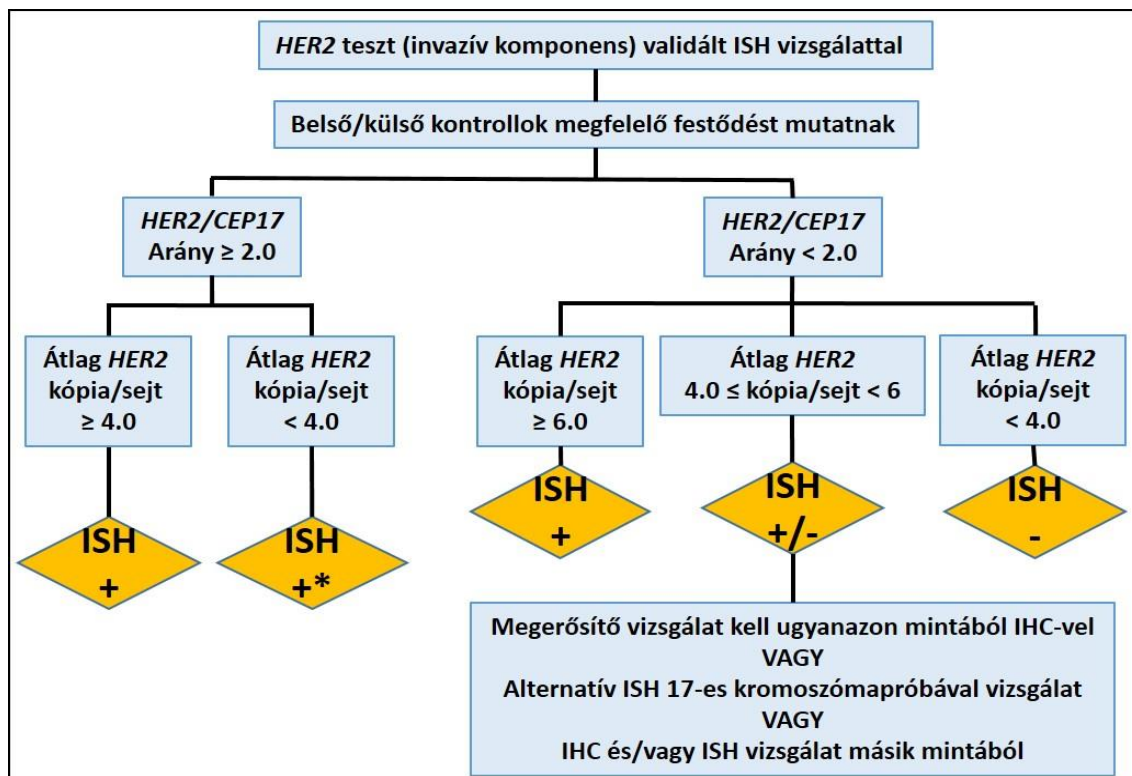 HER2 teszt (invazív komponens) validált ISH vizsgálattal
Belső/külső kontrollok megfelelő festődést mutatnak
HER2/CEP17
Arány ≥ 2.0
HER2/CEP17
Arány < 2.0
Átlag HER2
kópia/sejt
≥ 4.0
Átlag HER2
kópia/sejt
< 4.0
Átlag HER2
kópia/sejt
≥ 6.0
Átlag HER2
4.0 ≤ kópia/sejt < 6
Átlag HER2
kópia/sejt
< 4.0
ISH
+
ISH
+*
ISH
+
ISH
+/-
ISH
-
Megerősítő vizsgálat kell ugyanazon mintából IHC-vel
VAGY
Alternatív ISH 17-es kromoszómapróbával vizsgálat
VAGY
IHC és/vagy ISH vizsgálat másik mintából